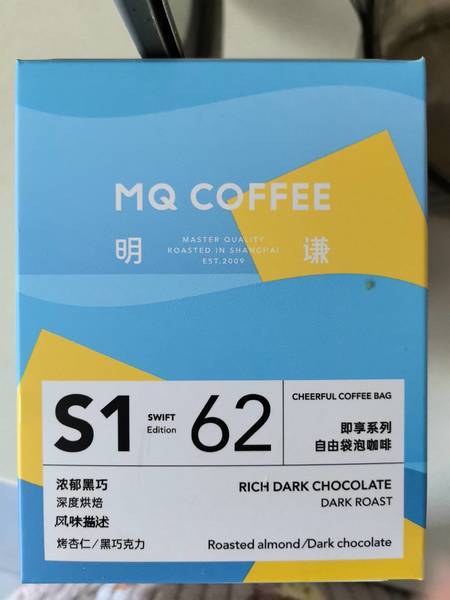 MQ COFFEE
明 MASTER QUALITY 谦
ROASTED IN SHANGHAI
EST.2009
S1 SWIFT Edition 62
CHEERFUL COFFEE BAG
即享系列
自由袋泡咖啡
浓郁黑巧
深度烘焙
风味描述
烤杏仁/黑巧克力
RICH DARK CHOCOLATE
DARK ROAST
Roasted almond/Dark chocolate